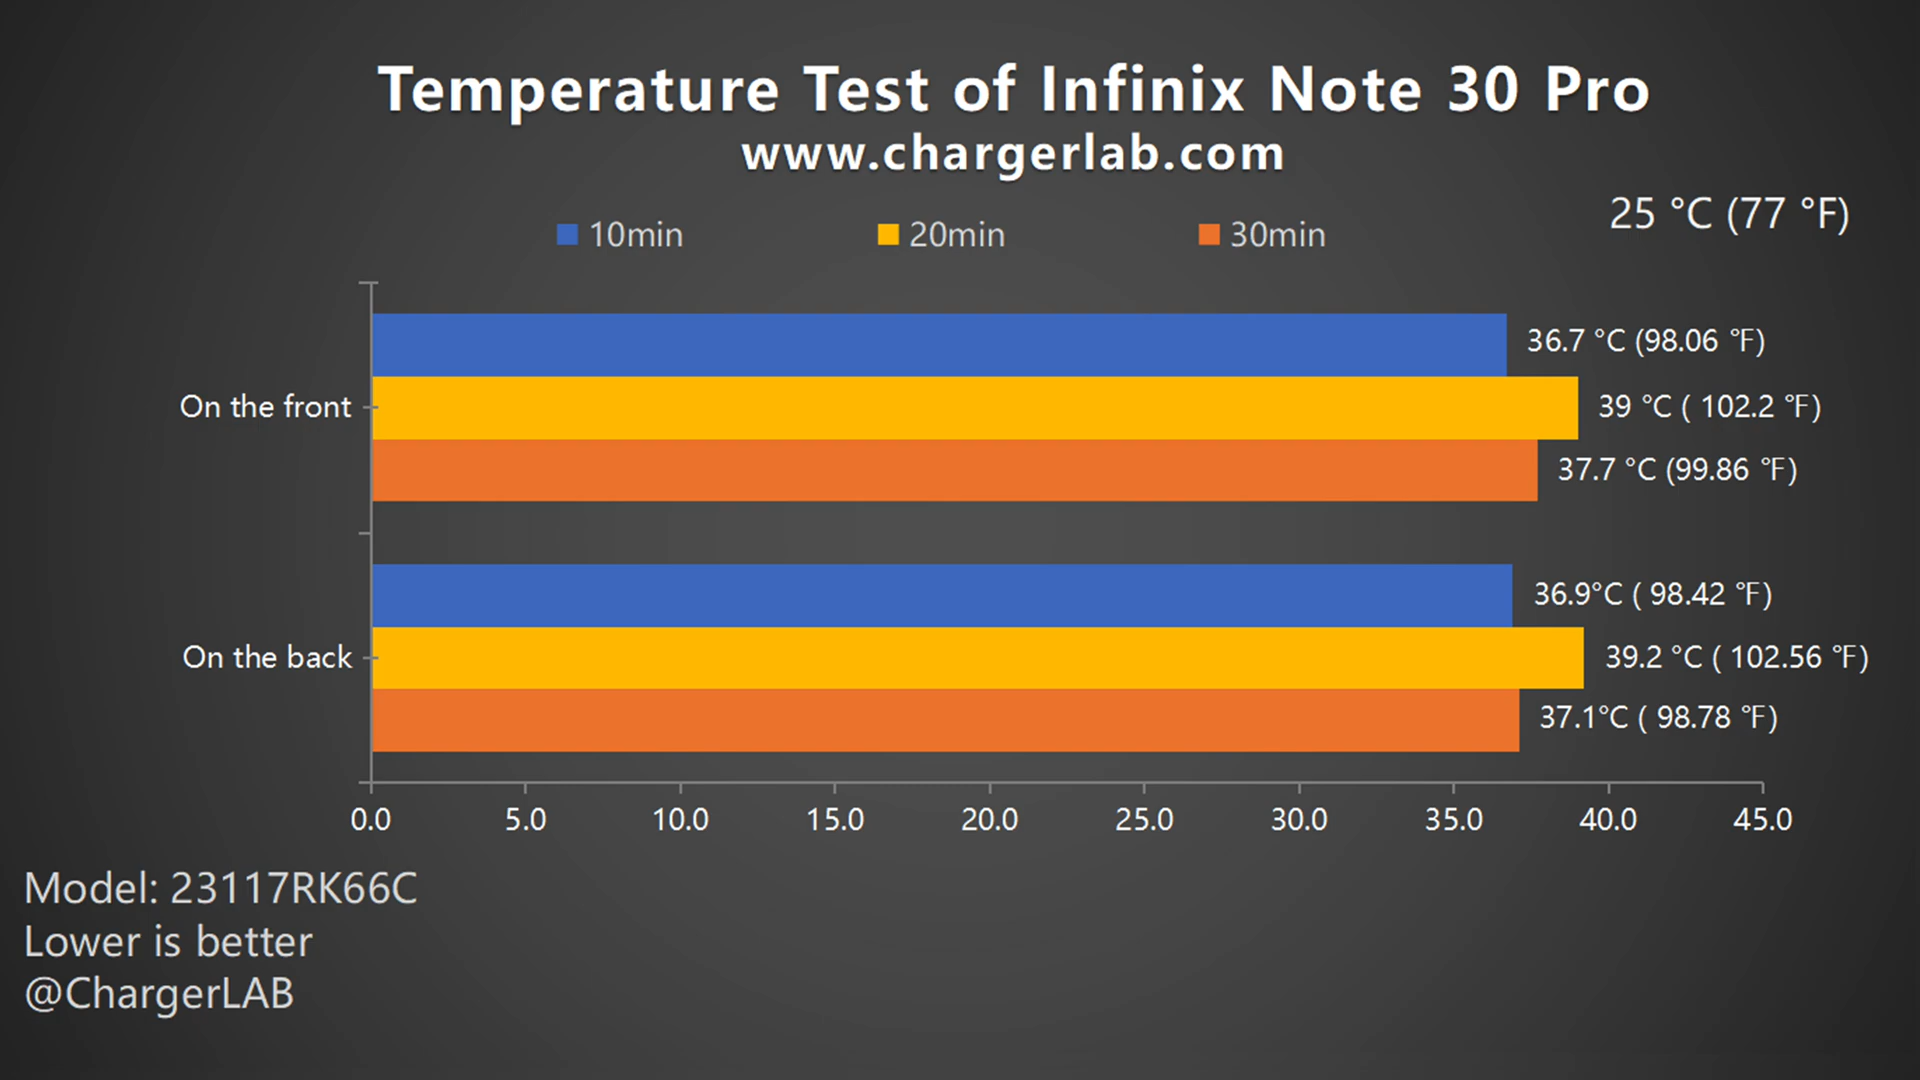 Temperature Test of Infinix Note 30 Pro
www.chargerlab.com
25 °C (77 °F)
10min 20min 30min
36.7 °C (98.06 ℉)
On the front 39 °C ( 102.2 ℉)
37.7 °C (99.86 ℉)
36.9°C ( 98.42 ℉)
On the back 39.2 °C ( 102.56 ℉)
37.1°C ( 98.78 ℉)
0.0 5.0 10.0 15.0 20.0 25.0 30.0 35.0 40.0 45.0
Model: 23117RK66C
Lower is better
@ChargerLAB